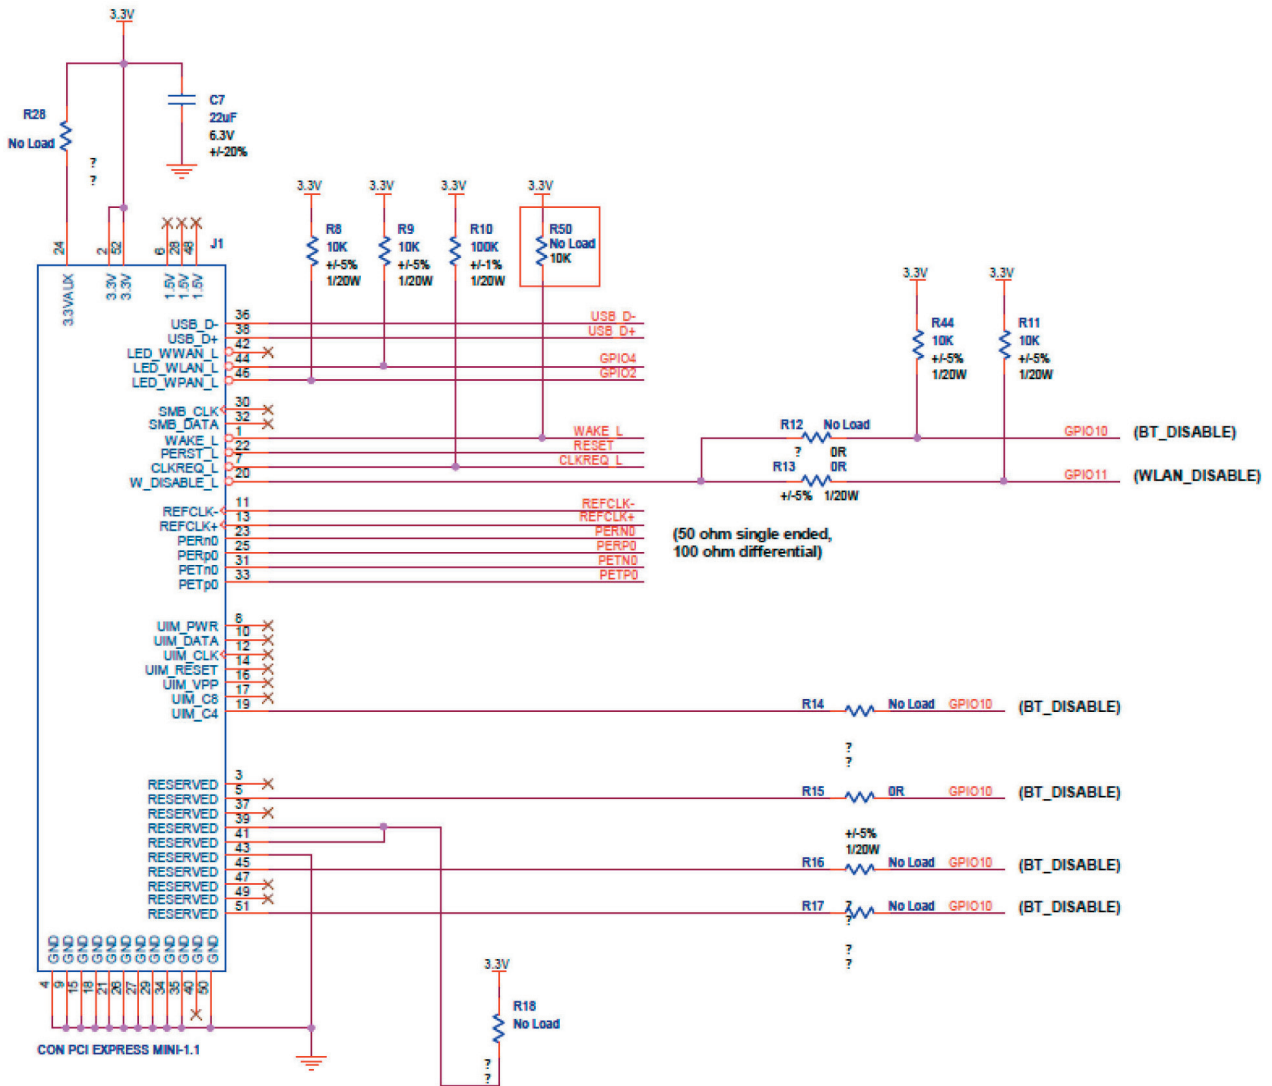 3.3V
R28
No Load
?
?
C7
22uF
6.3V
+/-20%
3.3V
3.3V
3.3V
3.3V
R8
10K
+/-5%
1/20W
R9
10K
+/-5%
1/20W
R10
100K
+/-1%
1/20W
R50
No Load
10K
24
2
52
6
28
48
J1
3.3VAUX
3.3V
3.3V
1.5V
1.5V
1.5V
USB_D- 36 USB_D-
USB_D+ 38 USB_D+
LED_WWAN_L 42
LED_WLAN_L 44 GPIO4
LED_WPAN_L 46 GPIO2
SMB_CLK 30
SMB_DATA 32
WAKE_L 1 WAKE_L
PERST_L 22 RESET
CLKREQ_L 7 CLKREQ_L
W_DISABLE_L 20
3.3V
3.3V
R44
10K
+/-5%
1/20W
R11
10K
+/-5%
1/20W
R12 No Load GPIO10 (BT_DISABLE)
? 0R
R13 0R GPIO11 (WLAN_DISABLE)
+/-5% 1/20W
REFCLK- 11 REFCLK-
REFCLK+ 13 REFCLK+
PERn0 23 PERN0
PERp0 25 PERP0
PETn0 31 PETN0
PETp0 33 PETP0
(50 ohm single ended,
100 ohm differential)
UIM_PWR 8
UIM_DATA 10
UIM_CLK 12
UIM_RESET 14
UIM_VPP 16
UIM_C8 17
UIM_C4 19 R14 No Load GPIO10 (BT_DISABLE)
?
?
RESERVED 3
RESERVED 5 R15 0R GPIO10 (BT_DISABLE)
RESERVED 37
RESERVED 39
+/-5%
1/20W
RESERVED 41
RESERVED 43
RESERVED 45 R16 No Load GPIO10 (BT_DISABLE)
RESERVED 47
RESERVED 49
RESERVED 51 R17 No Load GPIO10 (BT_DISABLE)
?
?
?
?
GND GND GND GND GND GND GND GND GND GND GND GND
4 9 15 18 21 26 27 29 34 35 40 50
3.3V
R18
No Load
?
?
CON PCI EXPRESS MINI-1.1